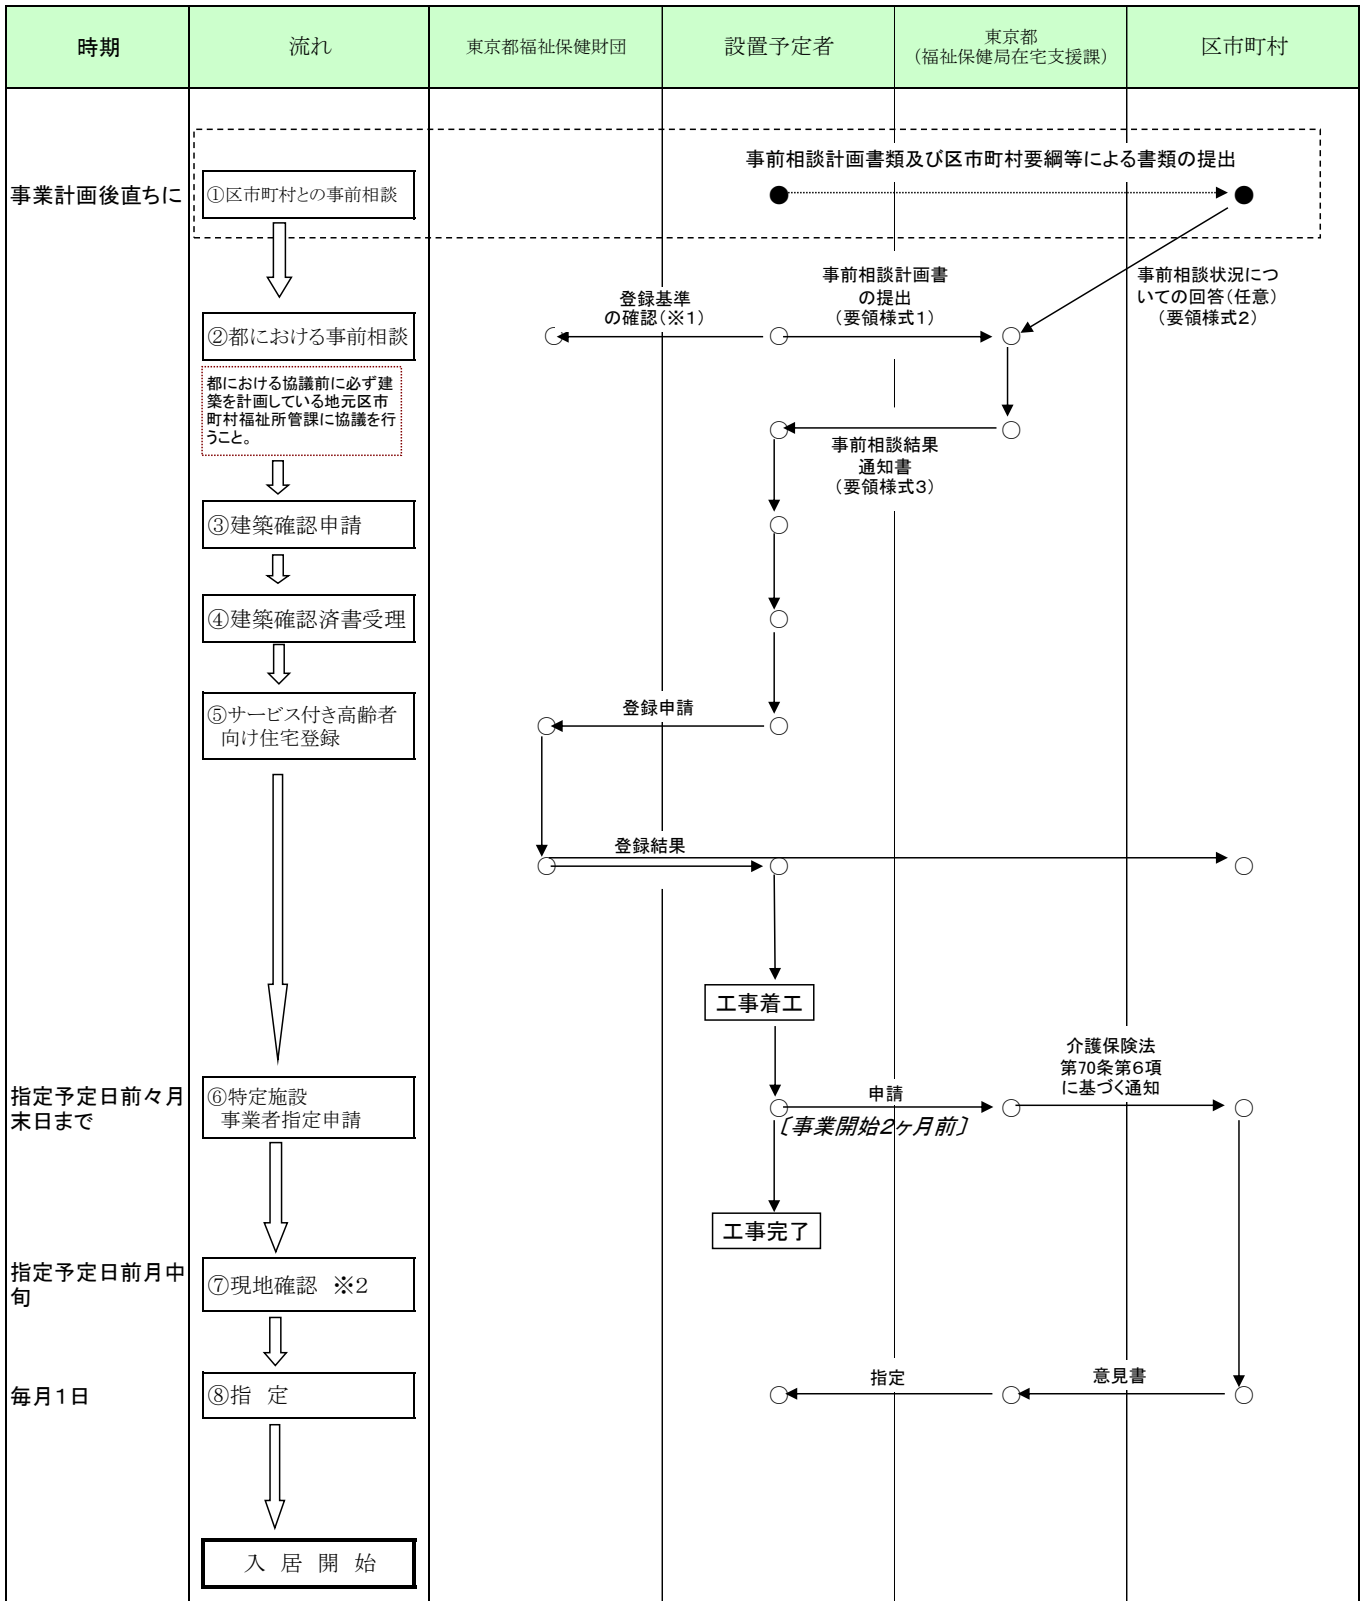 時期
流れ
東京都福祉保健財団
設置予定者
東京都
(福祉保健局在宅支援課)
区市町村
事前相談計画書類及び区市町村要綱等による書類の提出
事業計画後直ちに
①区市町村との事前相談
登録基準
の確認(※1)
事前相談計画書
の提出
(要領様式1)
事前相談状況につ
いての回答(任意)
(要領様式2)
②都における事前相談
都における協議前に必ず建
築を計画している地元区市
町村福祉所管課に協議を行
うこと。
事前相談結果
通知書
(要領様式3)
③建築確認申請
④建築確認済書受理
⑤サービス付き高齢者
向け住宅登録
登録申請
登録結果
工事着工
介護保険法
第70条第6項
に基づく通知
指定予定日前々月
末日まで
⑥特定施設
事業者指定申請
申請
〔事業開始2ヶ月前〕
工事完了
指定予定日前月中
旬
⑦現地確認 ※2
毎月1日
⑧指 定
指定
意見書
入 居 開 始